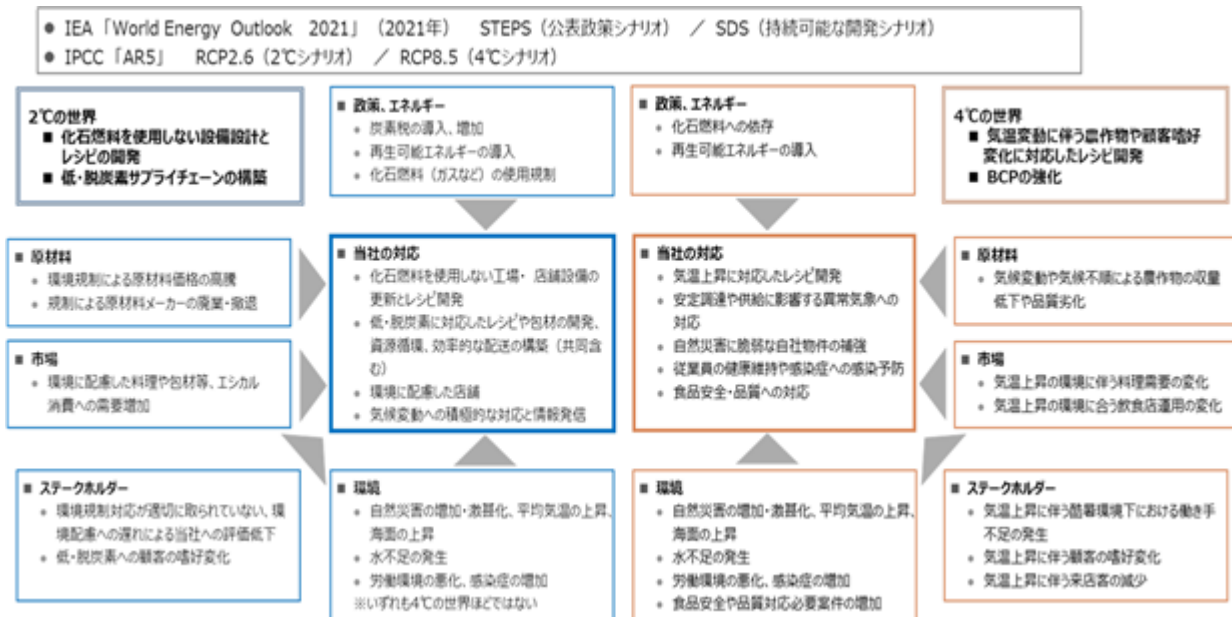 ● IEA「World Energy Outlook 2021」(2021年) STEPS(公表政策シナリオ) / SDS(持続可能な開発シナリオ)
● IPCC「AR5」 RCP2.6(2℃シナリオ) / RCP8.5(4℃シナリオ)
2℃の世界
■ 化石燃料を使用しない設備設計と
レシピの開発
■ 低・脱炭素サプライチェーンの構築
■ 政策、エネルギー
● 炭素税の導入、増加
● 再生可能エネルギーの導入
● 化石燃料(ガスなど)の使用規制
■ 政策、エネルギー
● 化石燃料への依存
● 再生可能エネルギーの導入
4℃の世界
■ 気温変動に伴う農作物や顧客嗜好
変化に対応したレシピ開発
■ BCPの強化
■ 原材料
● 環境規制による原材料価格の高騰
● 規制による原材料メーカーの廃業・撤退
■ 市場
● 環境に配慮した料理や包材等、エシカル
消費への需要増加
■ 当社の対応
● 化石燃料を使用しない工場・店舗設備の
更新とレシピ開発
● 低・脱炭素に対応したレシピや包材の開発、
資源循環、効率的な配送の構築(共同含
む)
● 環境に配慮した店舗
● 気候変動への積極的な対応と情報発信
■ 当社の対応
● 気温上昇に対応したレシピ開発
● 安定調達や供給に影響する異常気象への
対応
● 自然災害に脆弱な自社物件の補強
● 従業員の健康維持や感染症への感染予防
● 食品安全・品質への対応
■ 原材料
● 気候変動や気候不順による農作物の収量
低下や品質劣化
■ 市場
● 気温上昇の環境に伴う料理需要の変化
● 気温上昇の環境に合う飲食店運用の変化
■ ステークホルダー
● 環境規制対応が適切に取られていない、環
境配慮への遅れによる当社への評価低下
● 低・脱炭素への顧客の嗜好変化
■ 環境
● 自然災害の増加・激甚化、平均気温の上昇、
海面の上昇
● 水不足の発生
● 労働環境の悪化、感染症の増加
※いずれも4℃の世界ほどではない
■ 環境
● 自然災害の増加・激甚化、平均気温の上昇、
海面の上昇
● 水不足の発生
● 労働環境の悪化、感染症の増加
● 食品安全や品質対応必要案件の増加
■ ステークホルダー
● 気温上昇に伴う酷暑環境下における働き手
不足の発生
● 気温上昇に伴う顧客の嗜好変化
● 気温上昇に伴う来店客の減少